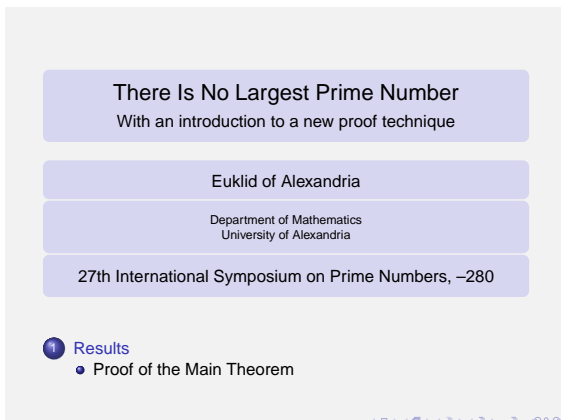 There Is No Largest Prime Number
With an introduction to a new proof technique
Euklid of Alexandria
Department of Mathematics
University of Alexandria
27th International Symposium on Prime Numbers, –280
1 Results
Proof of the Main Theorem